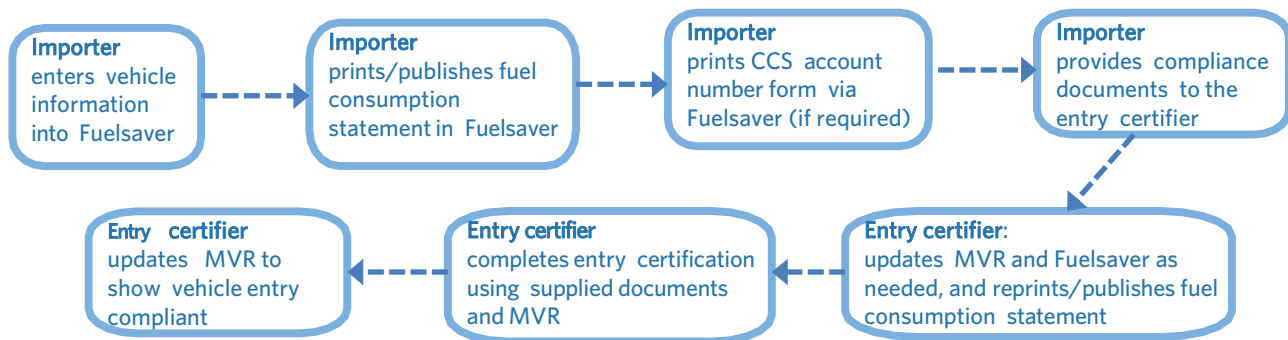 Importer
enters vehicle
information
into Fuelsaver
Importer
prints/publishes fuel
consumption
statement in Fuelsaver
Importer
prints CCS account
number form via
Fuelsaver (if required)
Importer
provides compliance
documents to the
entry certifier
Entry certifier:
updates MVR and Fuelsaver as
needed, and reprints/publishes fuel
consumption statement
Entry certifier
completes entry certification
using supplied documents
and MVR
Entry certifier
updates MVR to
show vehicle entry
compliant